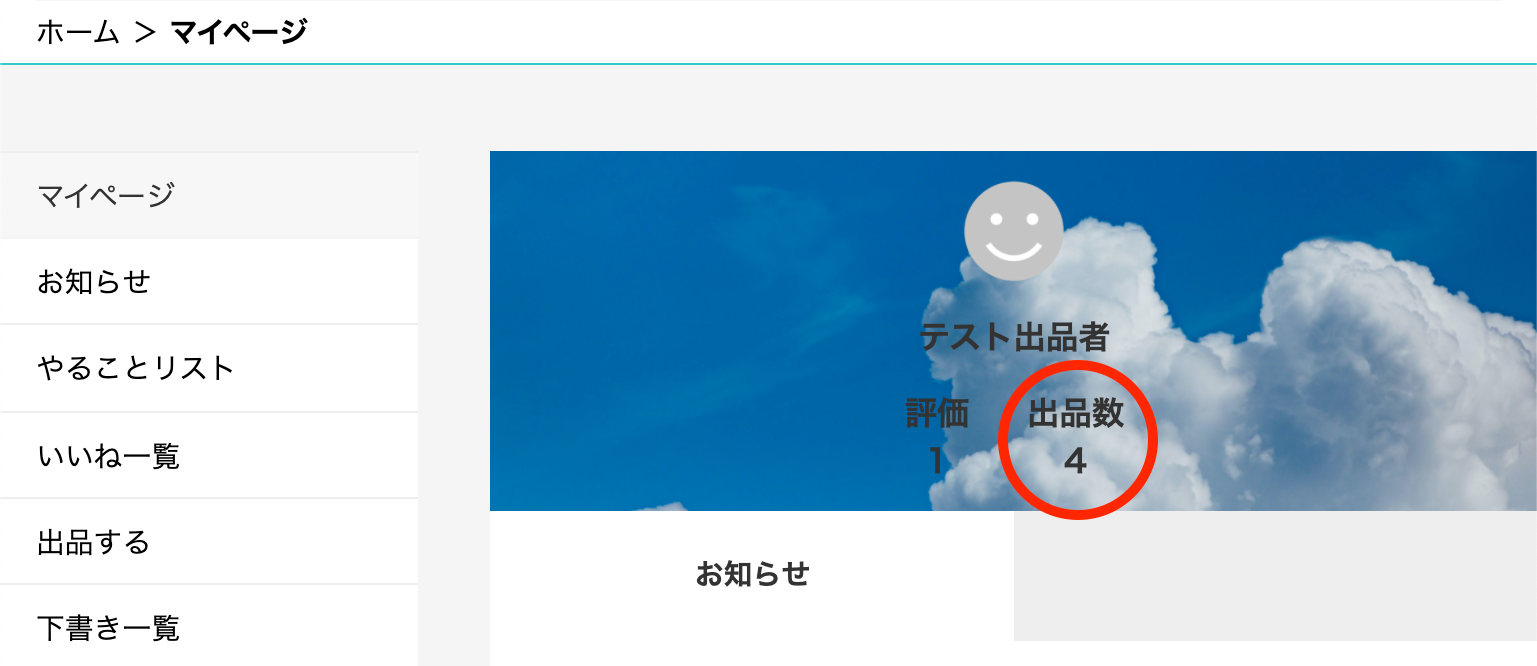 ホーム ＞ マイページ
マイページ
お知らせ
やることリスト
いいね一覧
出品する
下書き一覧
テスト出品者
評価 出品数
1 4
お知らせ